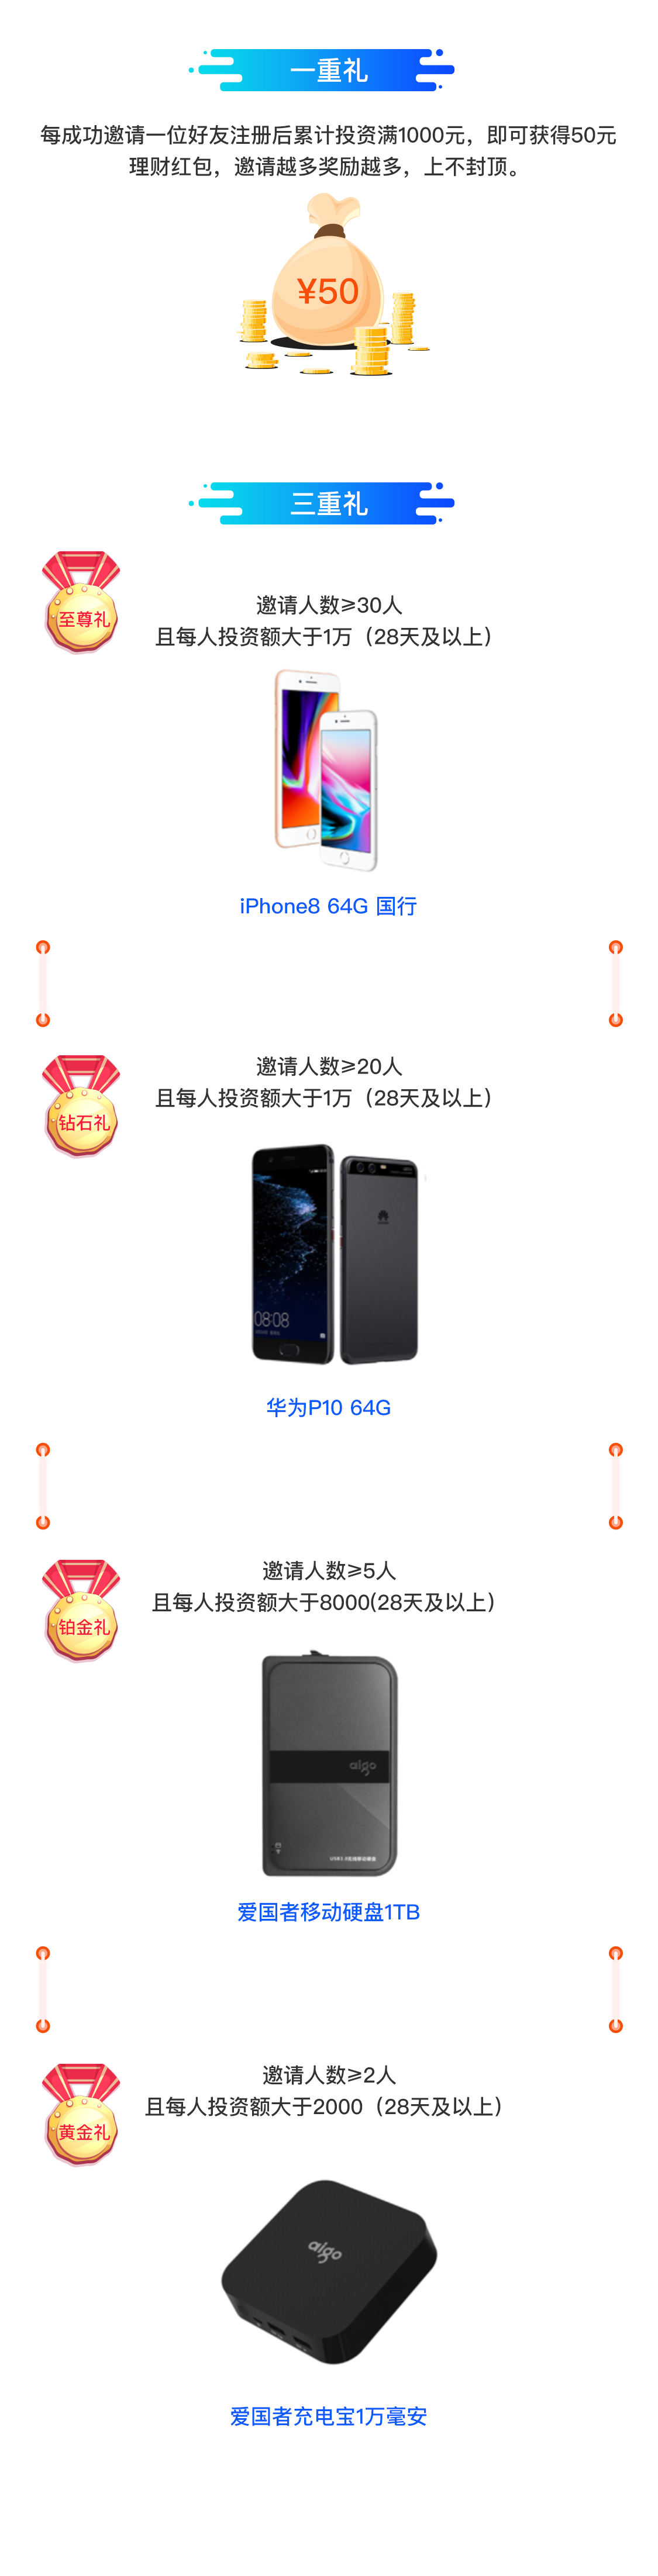 一重礼
每成功邀请一位好友注册后累计投资满1000元，即可获得50元
理财红包，邀请越多奖励越多，上不封顶。
¥50
三重礼
至尊礼
邀请人数≥30人
且每人投资额大于1万（28天及以上）
iPhone8 64G 国行
钻石礼
邀请人数≥20人
且每人投资额大于1万（28天及以上）
08:08
华为P10 64G
铂金礼
邀请人数≥5人
且每人投资额大于8000(28天及以上）
aigo
爱国者移动硬盘1TB
黄金礼
邀请人数≥2人
且每人投资额大于2000（28天及以上）
aigo
爱国者充电宝1万毫安